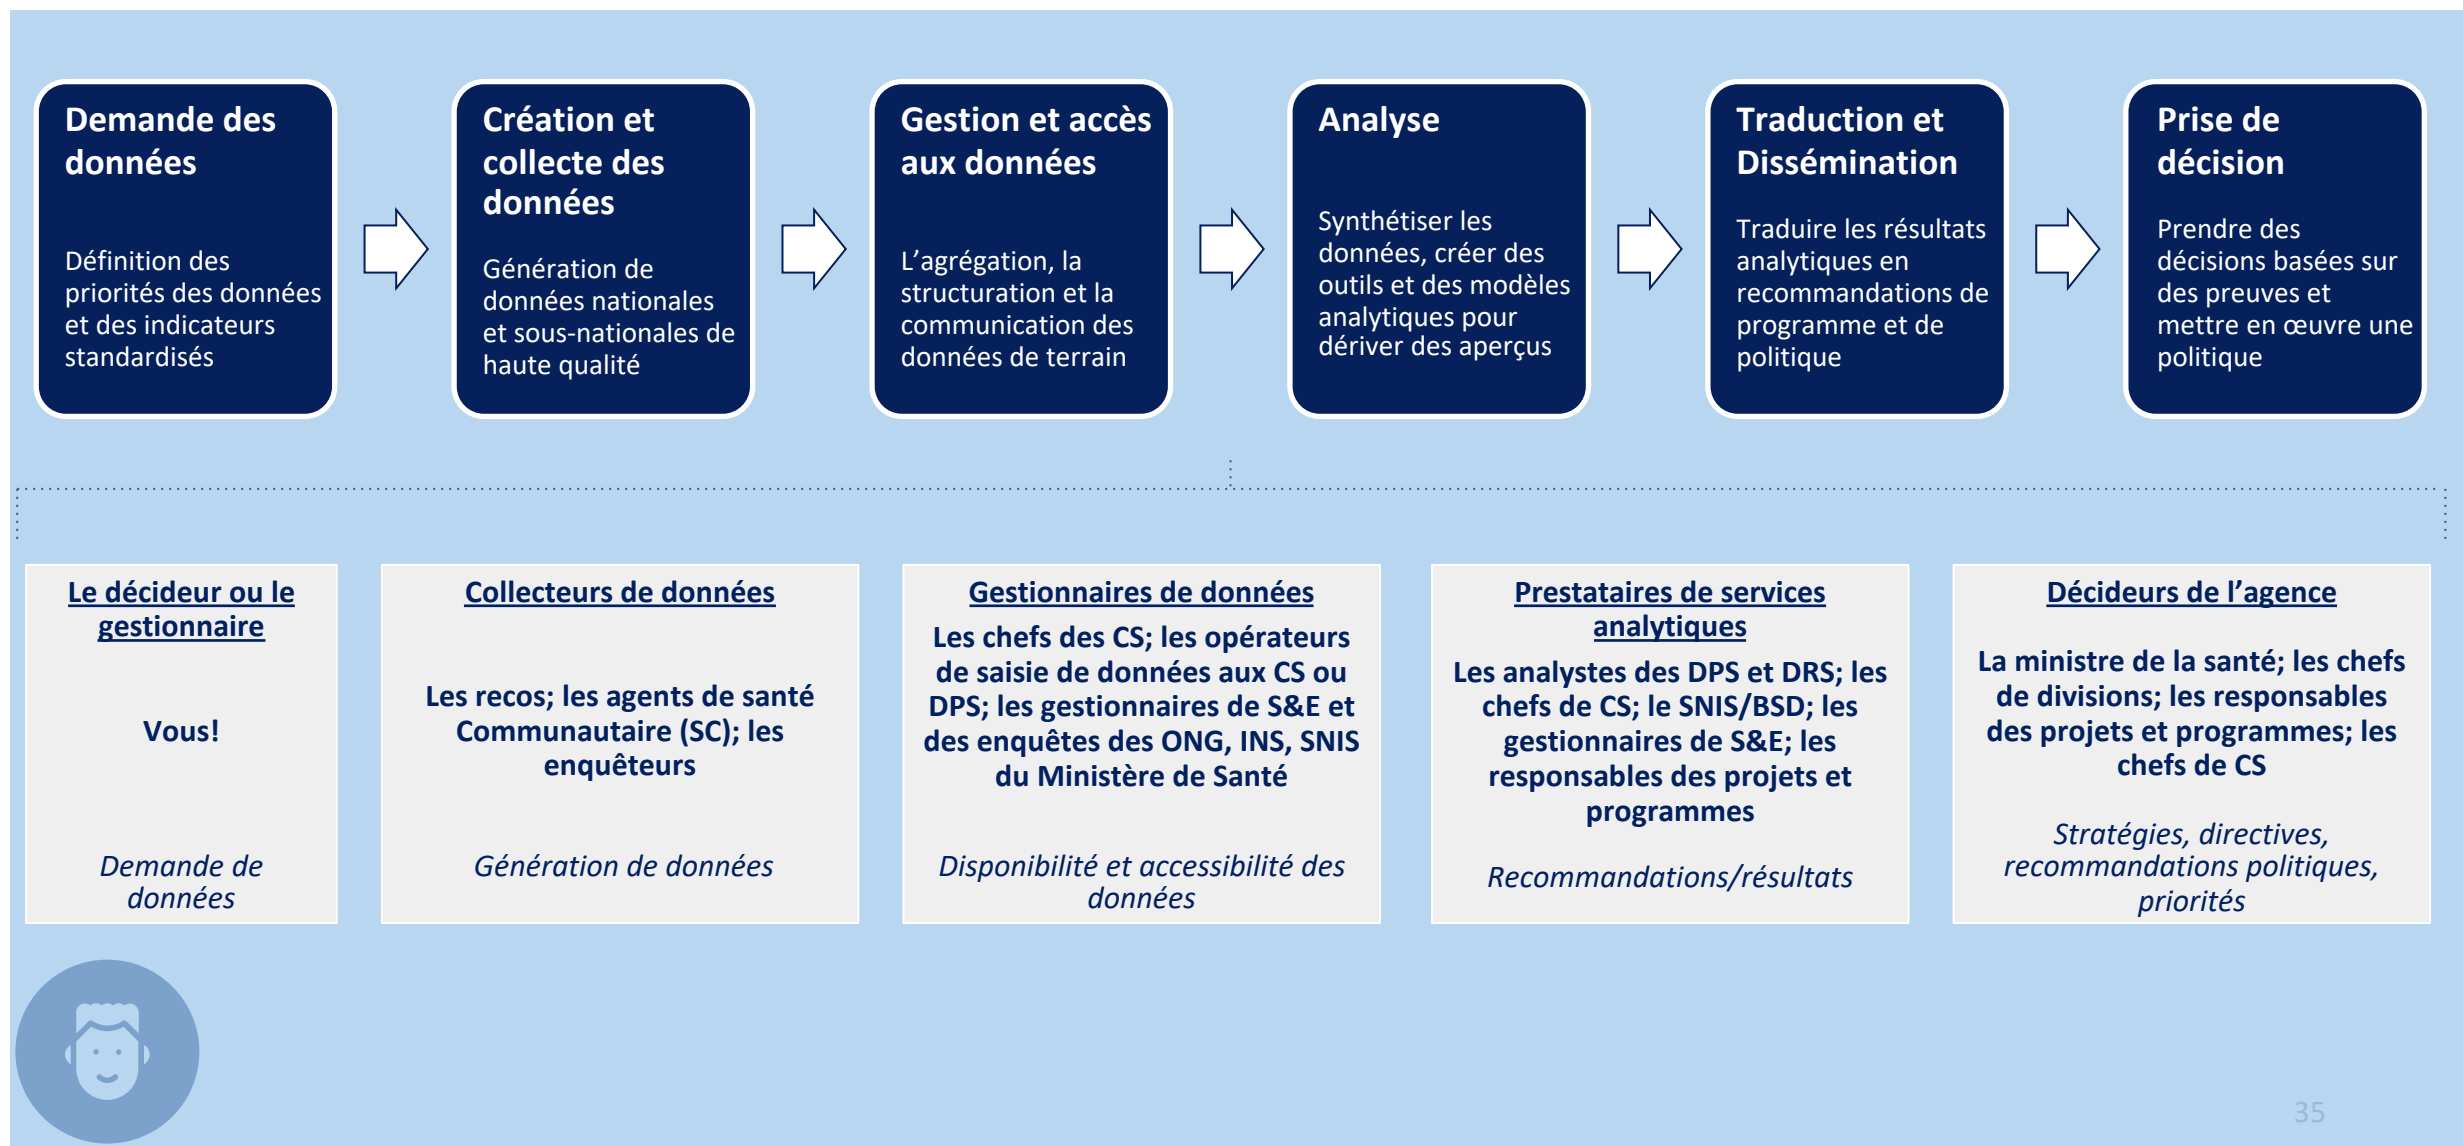 Demande des
données
Définition des
priorités des données
et des indicateurs
standardisés
Création et
collecte des
données
Génération de
données nationales
et sous-nationales de
haute qualité
Gestion et accès
aux données
L’agrégation, la
structuration et la
communication des
données de terrain
Analyse
Synthétiser les
données, créer des
outils et des modèles
analytiques pour
dériver des aperçus
Traduction et
Dissémination
Traduire les résultats
analytiques en
recommandations de
programme et de
politique
Prise de
décision
Prendre des
décisions basées sur
des preuves et
mettre en œuvre une
politique
Le décideur ou le
gestionnaire
Vous!
Demande de
données
Collecteurs de données
Les recos; les agents de santé
Communautaire (SC); les
enquêteurs
Génération de données
Gestionnaires de données
Les chefs des CS; les opérateurs
de saisie de données aux CS ou
DPS; les gestionnaires de S&E et
des enquêtes des ONG, INS, SNIS
du Ministère de Santé
Disponibilité et accessibilité des
données
Prestataires de services
analytiques
Les analystes des DPS et DRS; les
chefs de CS; le SNIS/BSD; les
gestionnaires de S&E; les
responsables des projets et
programmes
Recommandations/résultats
Décideurs de l’agence
La ministre de la santé; les chefs
de divisions; les responsables
des projets et programmes; les
chefs de CS
Stratégies, directives,
recommandations politiques,
priorités
35